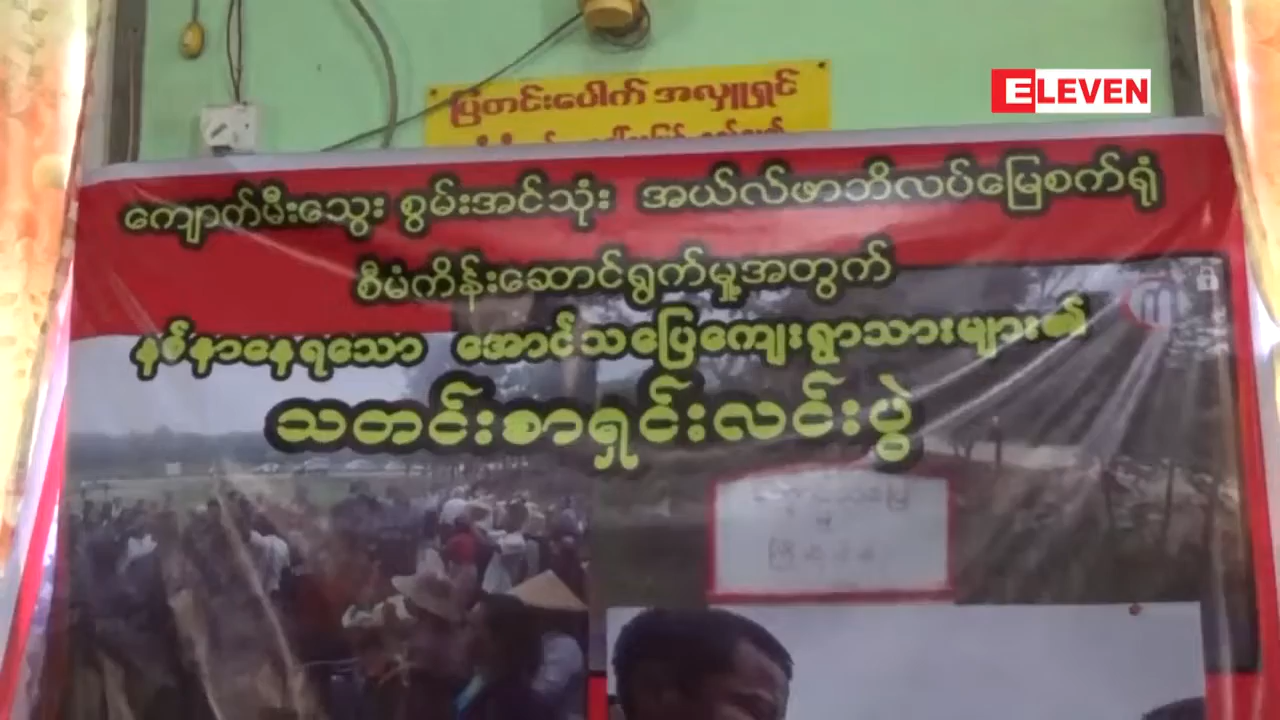 ELEVEN
ပြတင်းပေါက် အလှူရှင်
ကျောက်မီးသွေး စွမ်းအင်သုံး အယ်လ်ဖာဘိလပ်မြေစက်ရုံ
စီမံကိန်းဆောင်ရွက်မှု့အတွက်
နစ်နာနေရသော အောင်သပြေကျေးရွာသားများ၏
သတင်းစာရှင်းလင်းပွဲ